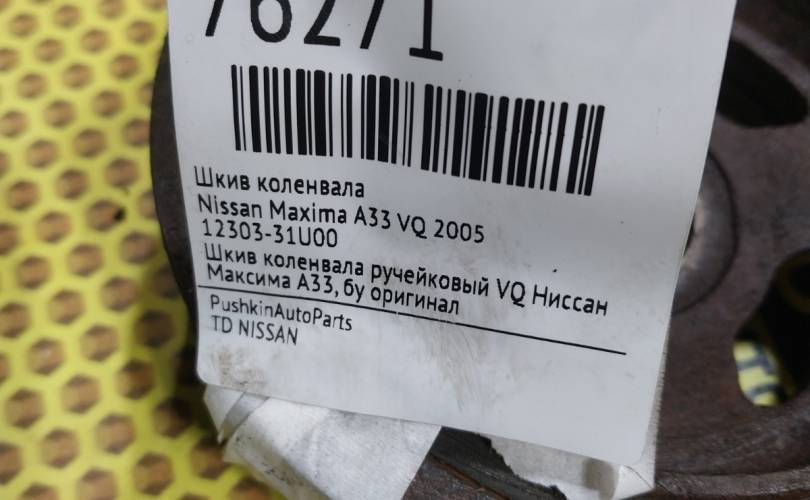 76271
Шкив коленвала
Nissan Maxima A33 VQ 2005
12303-31U00
Шкив коленвала ручейковый VQ Ниссан
Максима А33, бу оригинал
PushkinAutoParts
TD NISSAN